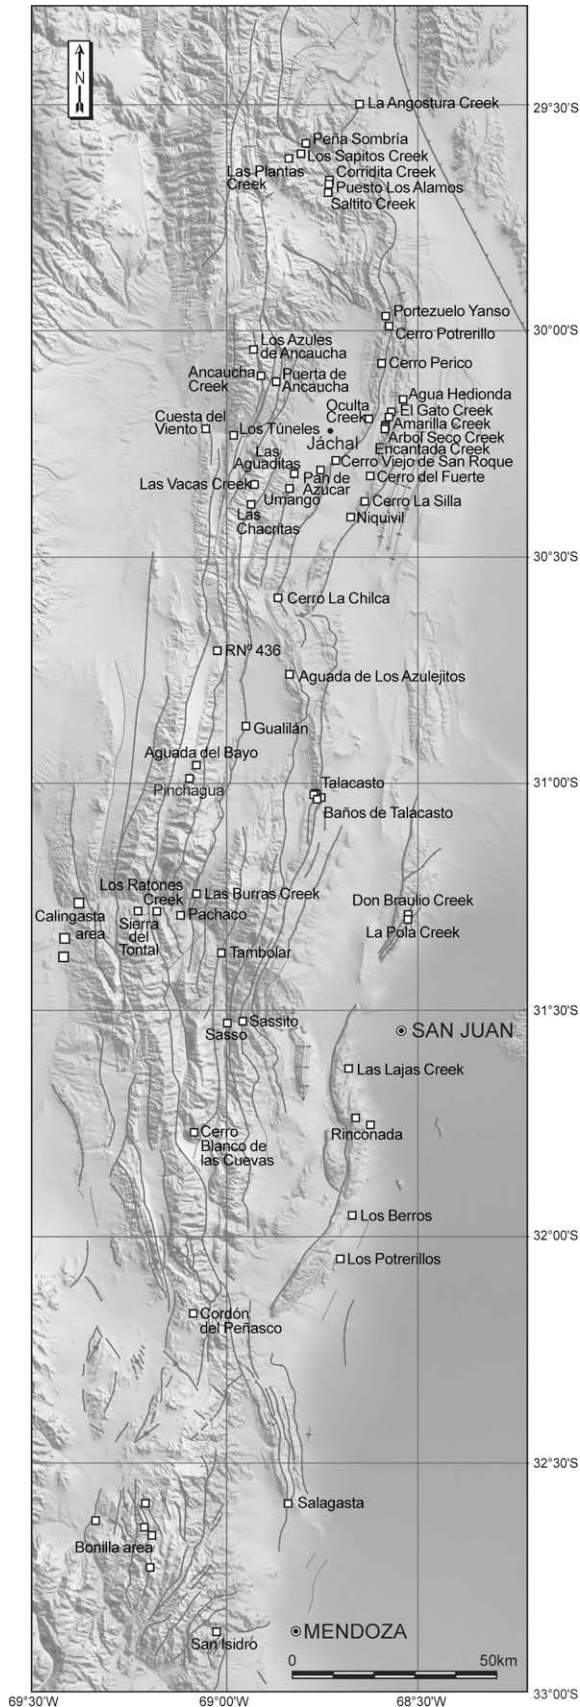 N
La Angostura Creek
29°30'S
Peña Sombría
Los Sapitos Creek
Las Plantas
Creek
Corridita Creek
Puesto Los Alamos
Saltito Creek
Portezuelo Yanso
30°00'S
Cerro Potrerillo
Los Azules
de Ancaucha
Cerro Perico
Ancaucha
Creek
Puerta de
Ancaucha
Agua Hedionda
Oculta
Creek
El Gato Creek
Cuesta del
Viento
Los Túneles
Amarilla Creek
Jáchal
Arbol Seco Creek
Encantada Creek
Las
Aguaditas
Cerro Viejo de San Roque
Pan de
Azúcar
Cerro del Fuerte
Las Vacas Creek
Umango
Cerro La Silla
Las
Chacritas
Niquivil
30°30'S
Cerro La Chilca
RNº 436
Aguada de Los Azulejitos
Gualilán
Aguada del Bayo
Pinchagua
31°00'S
Talacasto
Baños de Talacasto
Los Ratones
Creek
Las Burras Creek
Don Braulio Creek
Calingasta
area
Sierra
del
Tontal
Pachaco
La Pola Creek
Tambolar
31°30'S
Sassito
Sasso
SAN JUAN
Las Lajas Creek
Cerro
Blanco de
las Cuevas
Rinconada
Los Berros
32°00'S
Los Potrerillos
Cordón
del Peñasco
32°30'S
Salagasta
Bonilla area
San Isidro
MENDOZA
0 50km
33°00'S
69°30'W 69°00'W 68°30'W